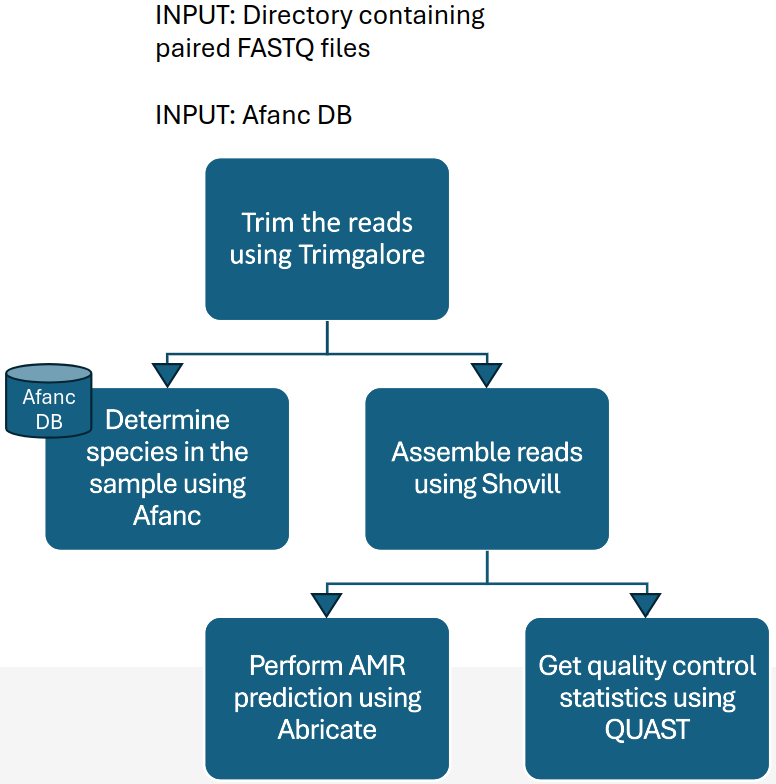 INPUT: Directory containing
paired FASTQ files
INPUT: Afanc DB
Trim the reads
using Trimgalore
Afanc
DB
Determine
species in the
sample using
Afanc
Assemble reads
using Shovill
Perform AMR
prediction using
Abricate
Get quality control
statistics using
QUAST